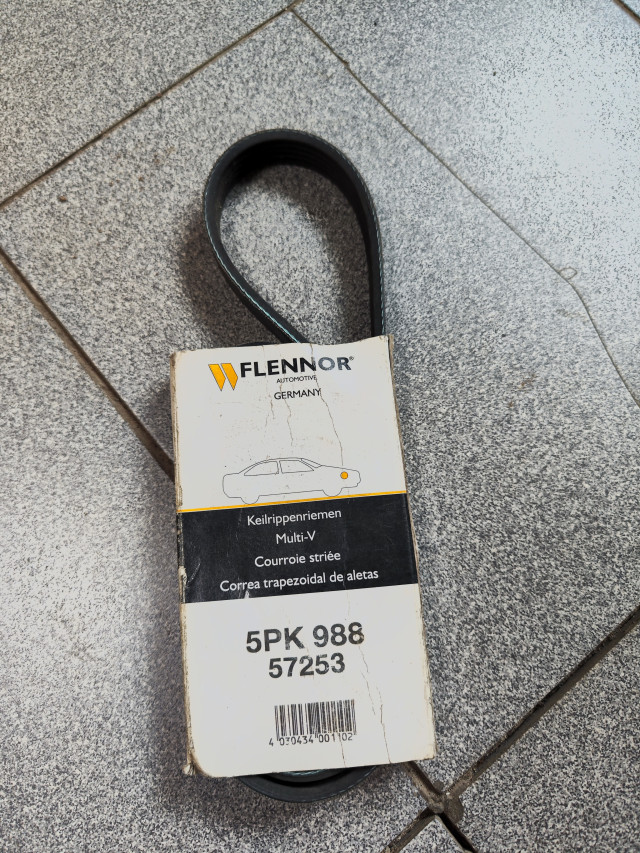 FLENNOR®
AUTOMOTIVE
GERMANY
Keilrippenriemen
Multi-V
Courroie striée
Correa trapezoidal de aletas
5PK 988
57253
4 030434 001102